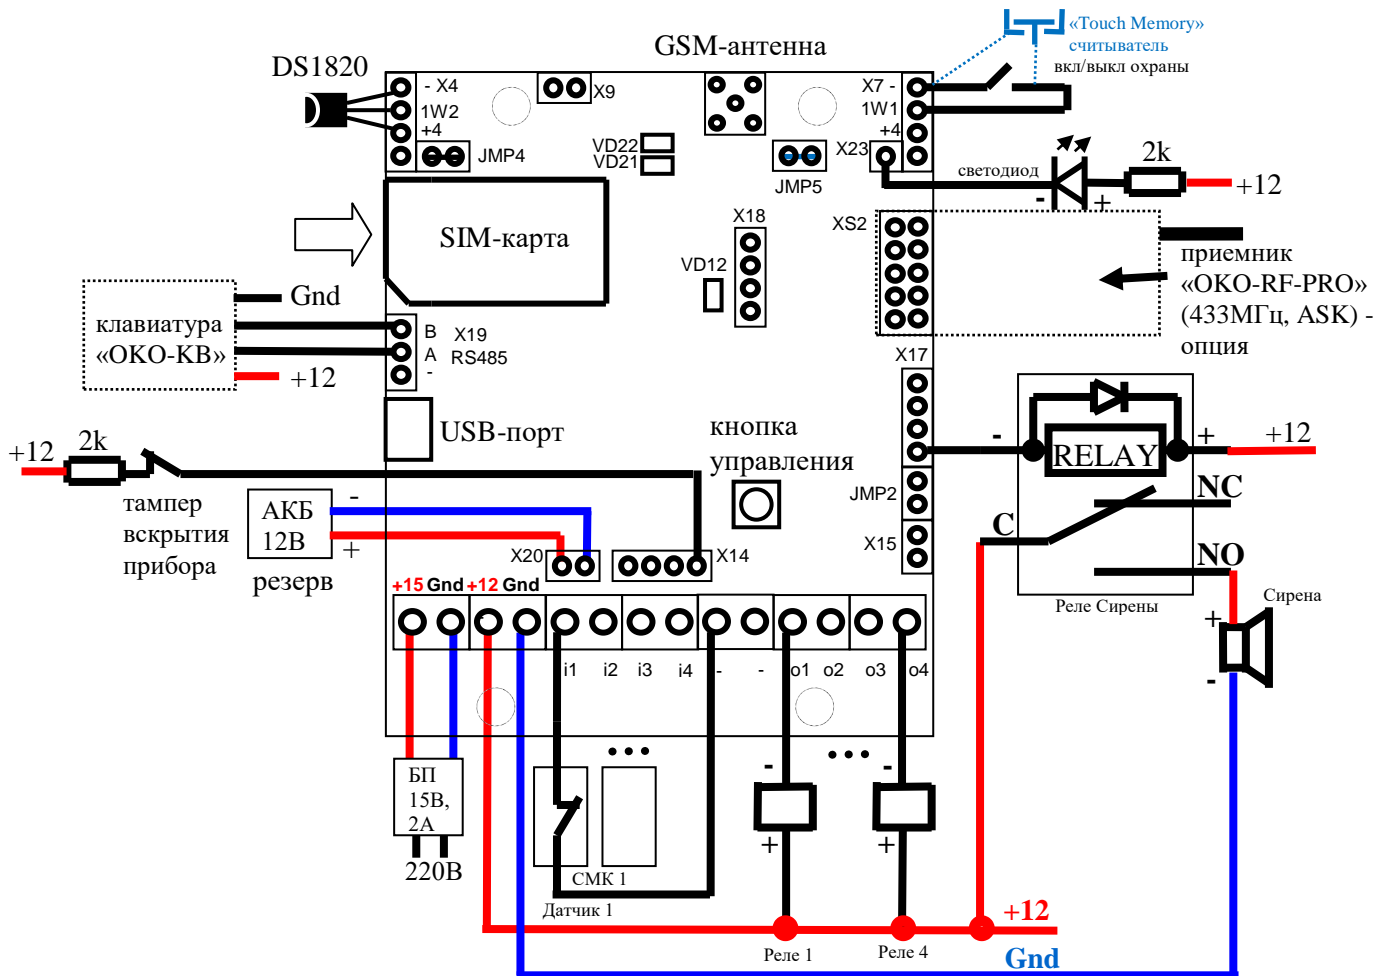 «Touch Memory»
считыватель
вкл/выкл охраны
GSM-антенна
DS1820
- X4
1W2
+4
X9
X7 -
1W1
+4
VD22
VD21
JMP4
JMP5
X23
светодиод
2k
+12
- +
SIM-карта
X18
XS2
VD12
приемник
«ОКО-RF-PRO»
(433МГц, ASK) -
опция
Gnd
клавиатура
«ОКО-KB»
+12
B
A
-
X19
RS485
X17
USB-порт
кнопка
управления
+12
2k
тампер
вскрытия
прибора
АКБ
12В
-
+
резерв
X20
X14
JMP2
X15
-
RELAY
+
+12
NC
C
NO
Реле Сирены
Сирена
+
-
+15 Gnd +12 Gnd
i1 i2 i3 i4 - - o1 o2 o3 o4
БП
15В,
2А
220В
•••
•••
СМК 1
Датчик 1
-
+
-
+
Реле 1
Реле 4
+12
Gnd